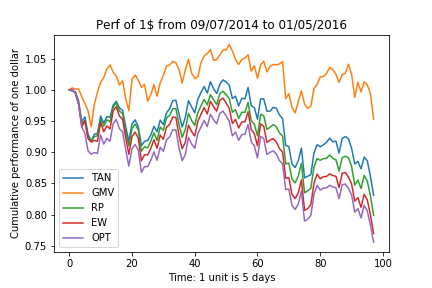 Perf of 1$ from 09/07/2014 to 01/05/2016
Cumulative performance of one dollar
1.05
1.00
0.95
0.90
0.85
0.80
0.75
TAN
GMV
RP
EW
OPT
0
20
40
60
80
100
Time: 1 unit is 5 days